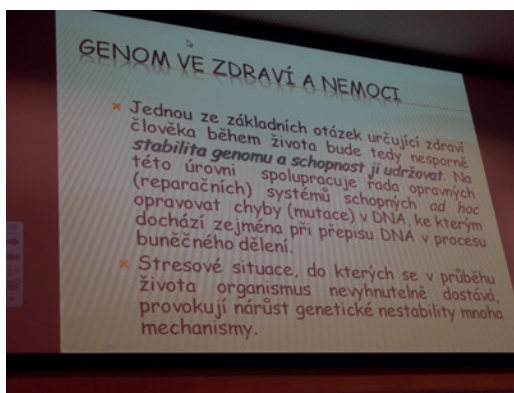 GENOM VE ZDRAVÍ A NEMOCI
Jednou ze základních otázek určující zdraví
člověka během života bude tedy nesporně
stabilita genomu a schopnost ji udržovat. Na
této úrovni spolupracuje řada opravných
(reparačních) systémů schopných ad hoc
opravovat chyby (mutace) v DNA, ke kterým
dochází zejména při přepisu DNA v procesu
buněčného dělení.
Stresové situace, do kterých se v průběhu
života organismus nevyhnutelně dostává,
provokují nárůst genetické nestability mnoha
mechanismy.